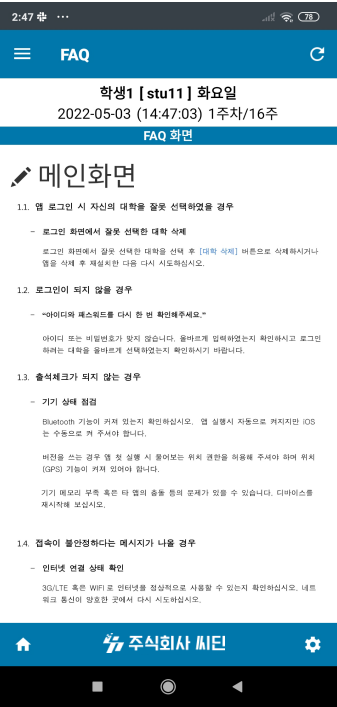 2:47 ···
78
FAQ
학생1 [ stu11 ] 화요일
2022-05-03 (14:47:03) 1주차/16주
FAQ 화면
메인화면
1.1. 앱 로그인 시 자신의 대학을 잘못 선택하였을 경우
- 로그인 화면에서 잘못 선택한 대학 삭제
로그인 화면에서 잘못 선택한 대학을 선택 후 [대학 삭제] 버튼으로 삭제하시거나
앱을 삭제 후 재설치한 다음 다시 시도하십시오.
1.2. 로그인이 되지 않을 경우
- "아이디와 패스워드를 다시 한 번 확인해주세요."
아이디 또는 비밀번호가 맞지 않습니다. 올바르게 입력하였는지 확인하시고 로그인
하려는 대학을 올바르게 선택하였는지 확인하시기 바랍니다.
1.3. 출석체크가 되지 않는 경우
- 기기 상태 점검
Bluetooth 기능이 켜져 있는지 확인하십시오. 앱 실행시 자동으로 켜지지만 iOS
는 수동으로 켜 주셔야 합니다.
버전을 쓰는 경우 앱 첫 실행 시 물어보는 위치 권한을 허용해 주셔야 하며 위치
(GPS) 기능이 켜져 있어야 합니다.
기기 메모리 부족 혹은 타 앱의 충돌 등의 문제가 있을 수 있습니다. 디바이스를
재시작해 보십시오.
1.4. 접속이 불안정하다는 메시지가 나올 경우
- 인터넷 연결 상태 확인
3G/LTE 혹은 WIFI 로 인터넷을 정상적으로 사용할 수 있는지 확인하십시오. 네트
워크 통신이 양호한 곳에서 다시 시도하십시오.
주식회사 씨딘